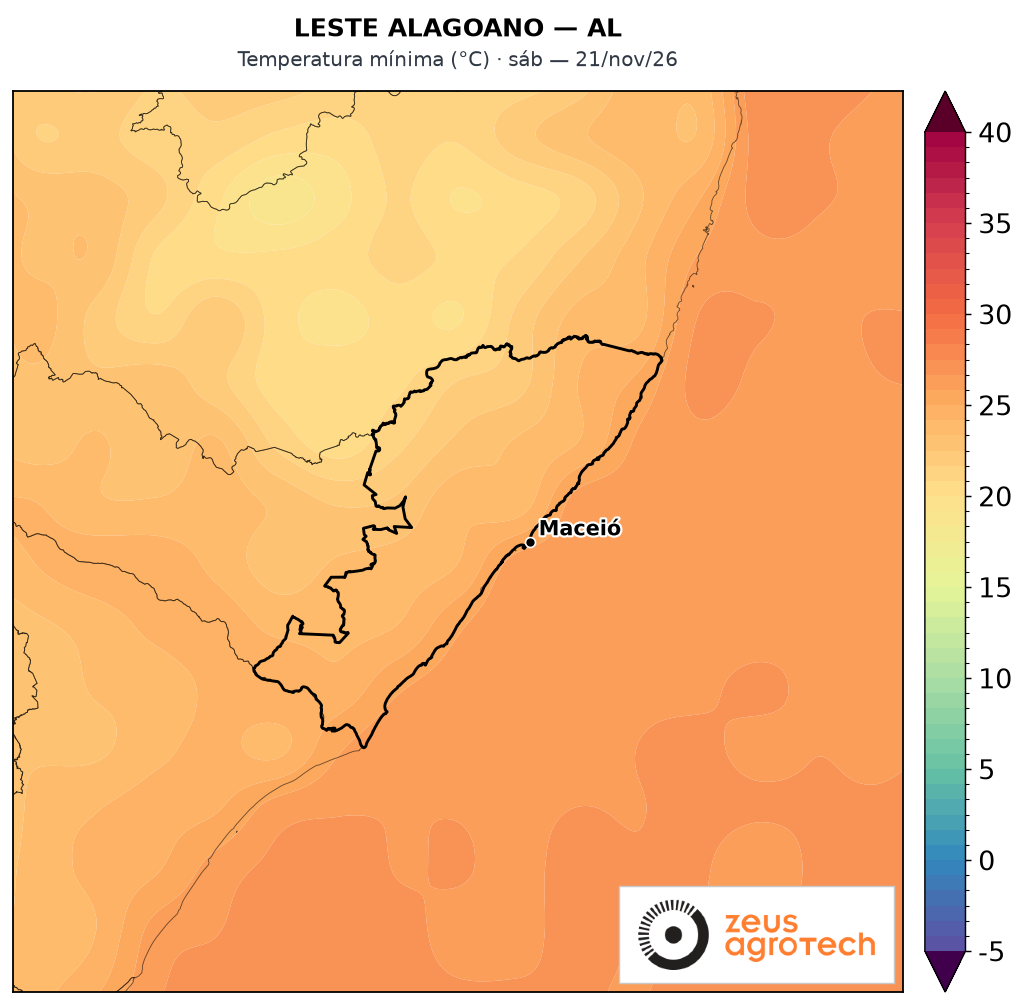 LESTE ALAGOANO — AL
Temperatura mínima (°C) · sáb — 21/nov/26
40
35
30
25
20
15
10
5
0
-5
Maceió
zeus
agrotech